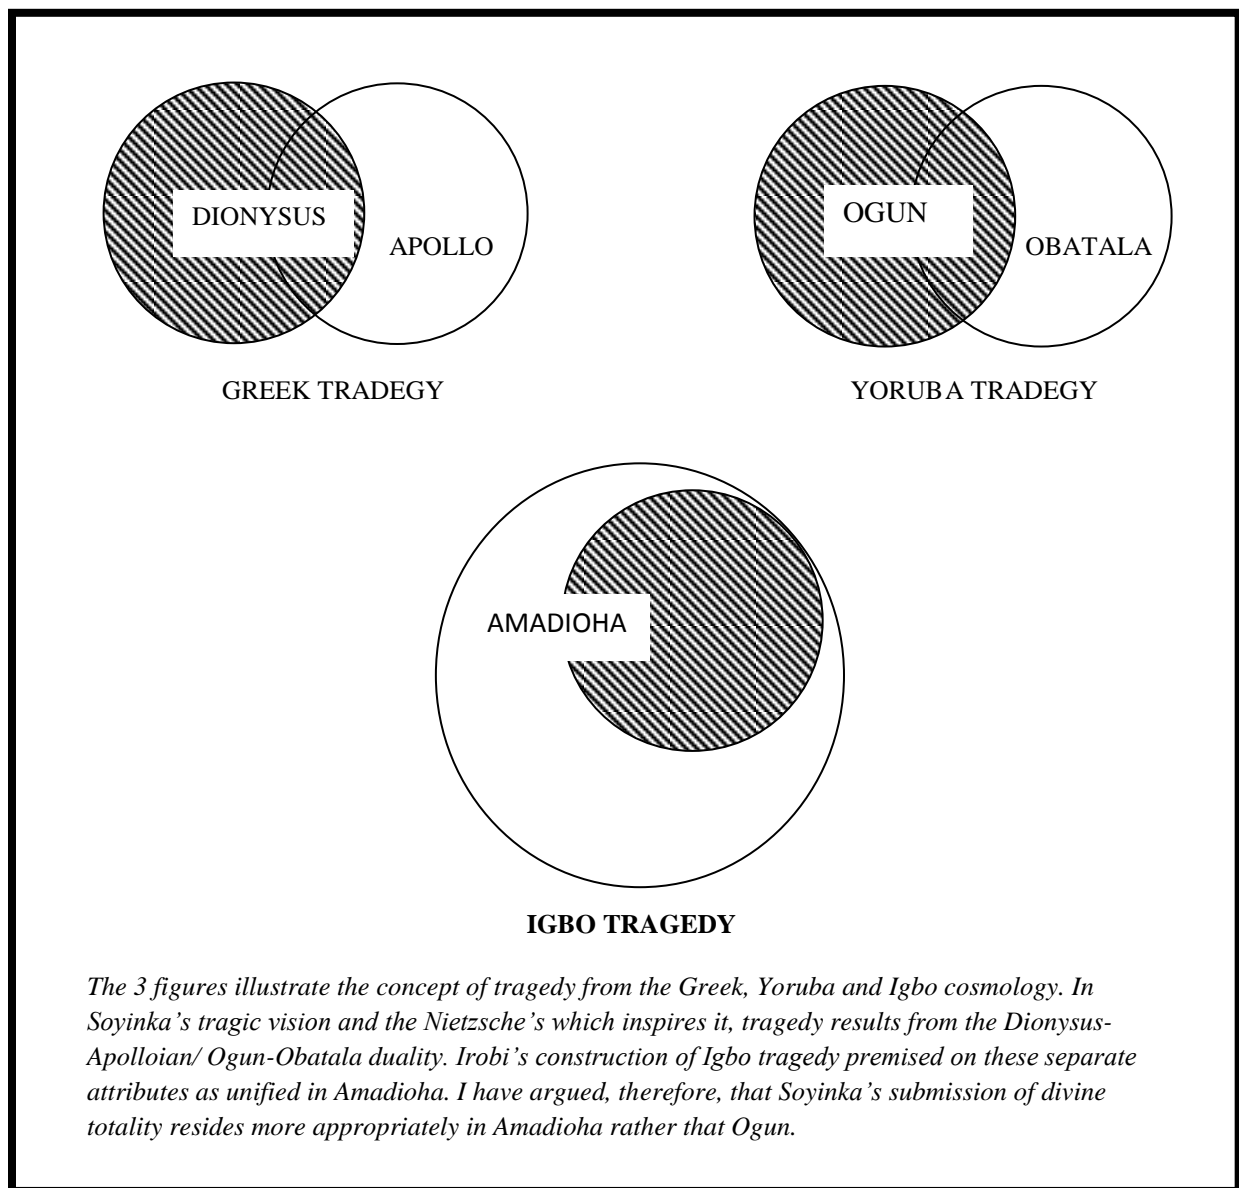 DIONYSUS
APOLLO
GREEK TRADEGY
OGUN
OBATALA
YORUBA TRADEGY
AMADIOHA
IGBO TRAGEDY
The 3 figures illustrate the concept of tragedy from the Greek, Yoruba and Igbo cosmology. In
Soyinka’s tragic vision and the Nietzsche’s which inspires it, tragedy results from the Dionysus-
Apolloian/ Ogun-Obatala duality. Irobi’s construction of Igbo tragedy premised on these separate
attributes as unified in Amadioha. I have argued, therefore, that Soyinka’s submission of divine
totality resides more appropriately in Amadioha rather that Ogun.